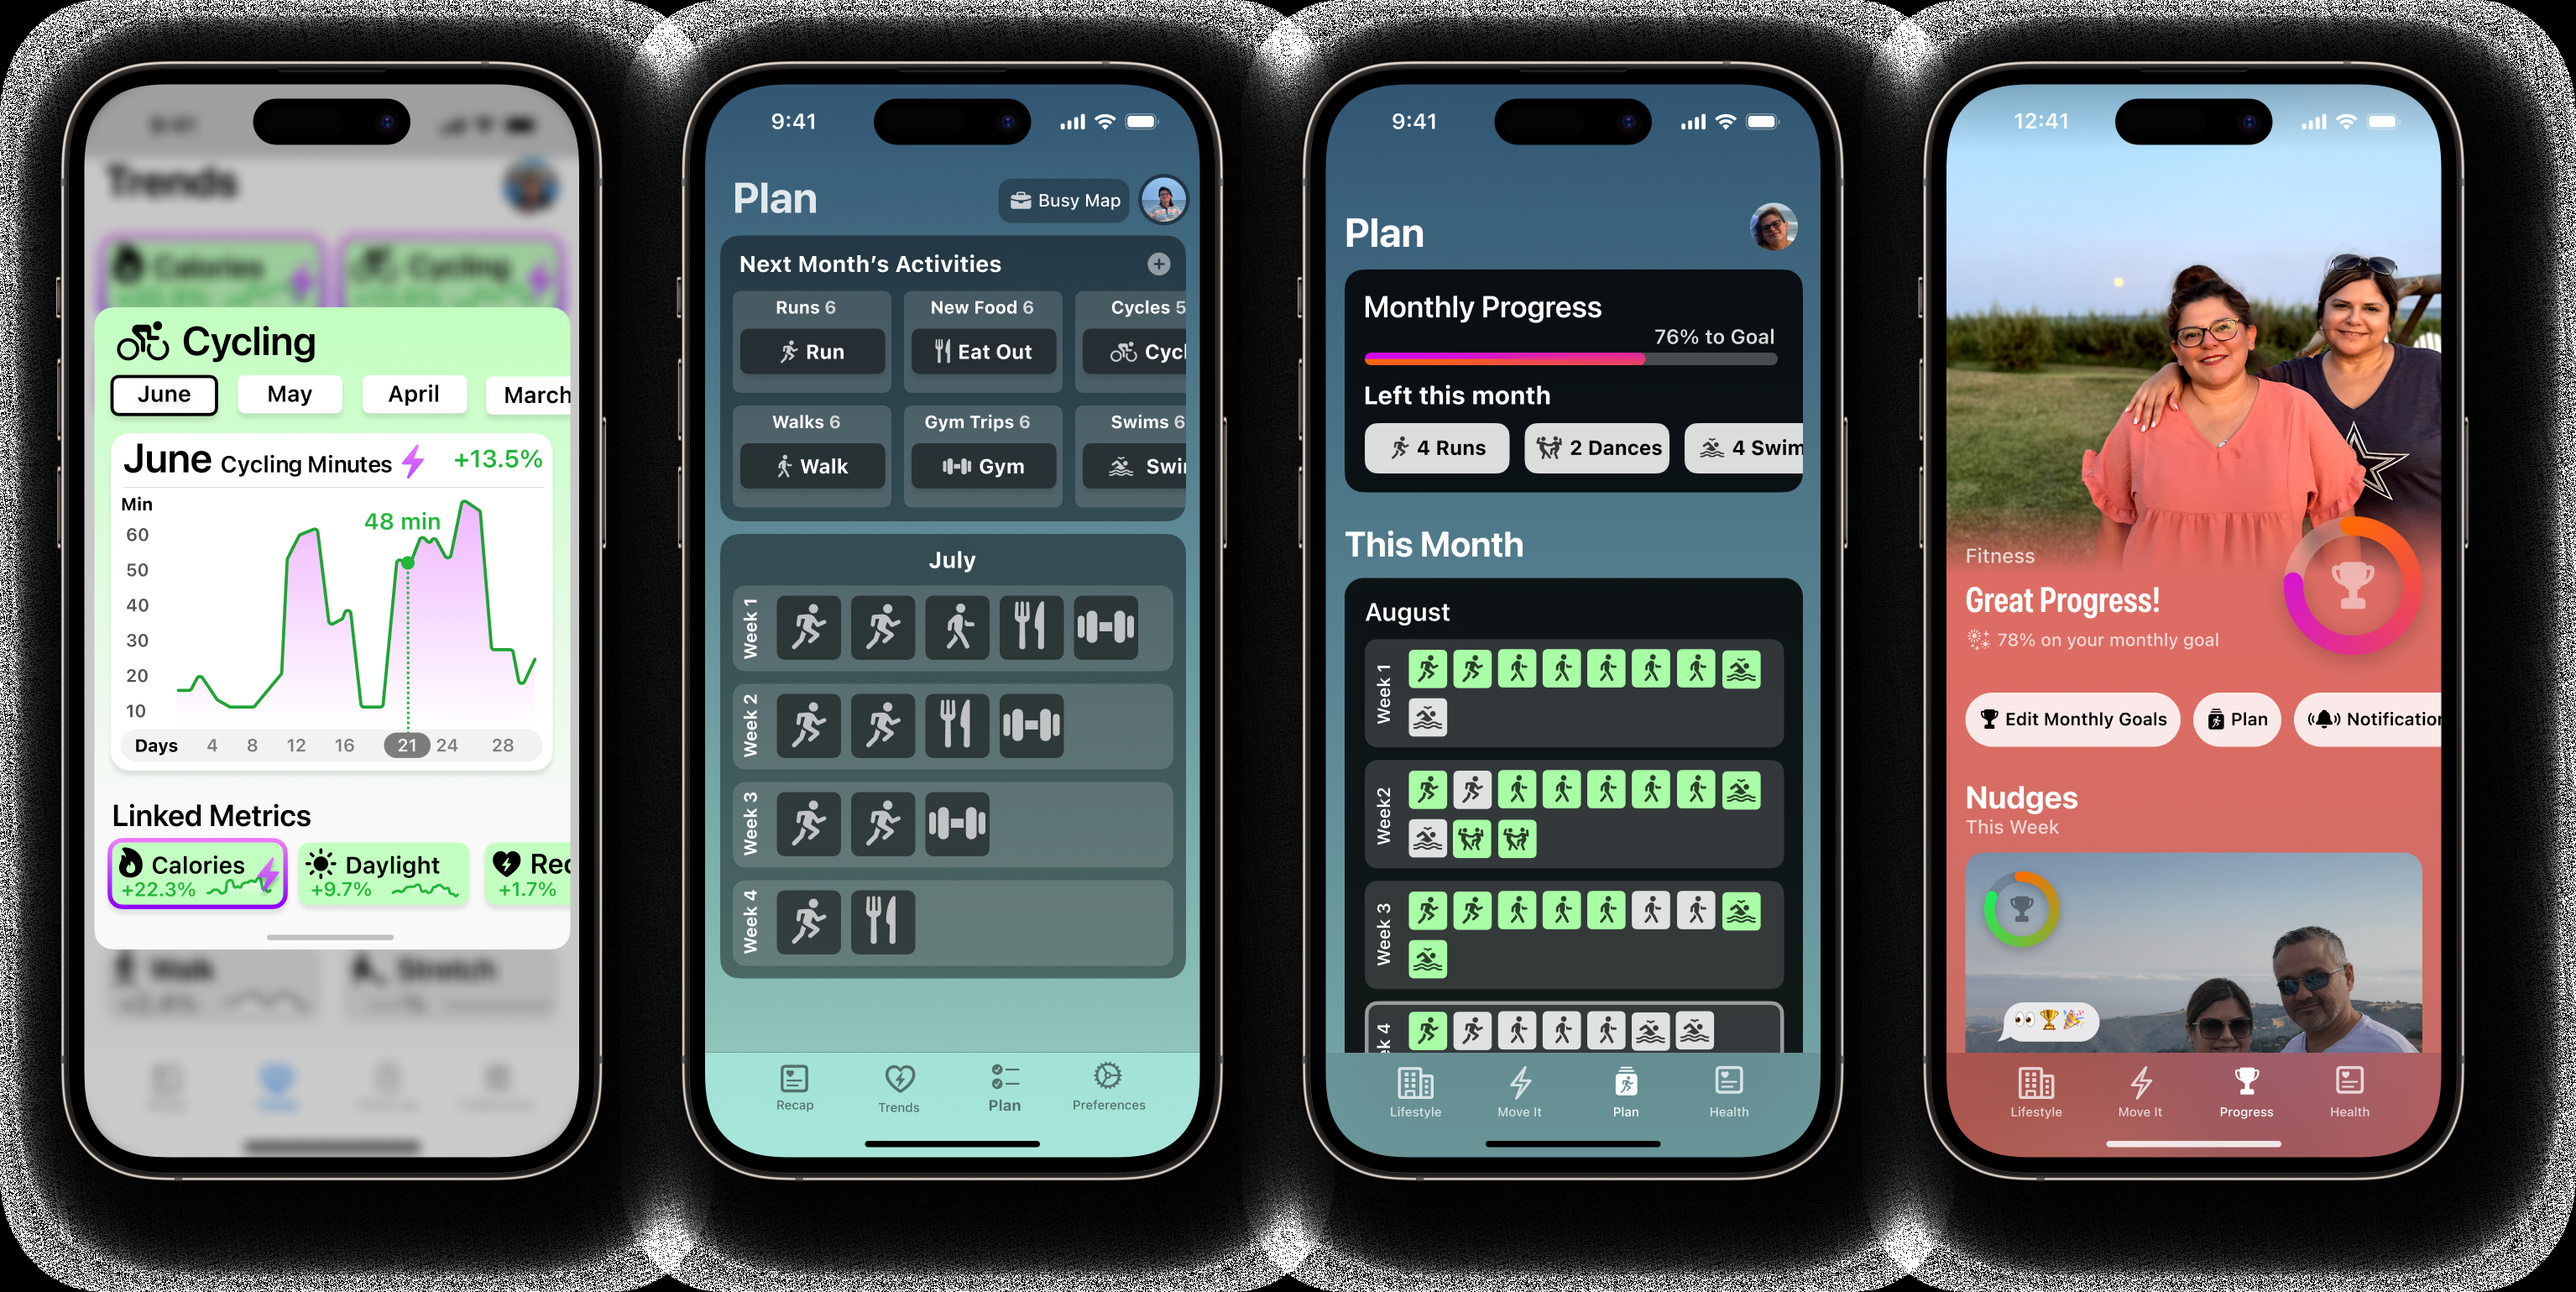 9:41
Trends
Calories
Cycling
Cycling
June
May
April
March
June Cycling Minutes
+13.5%
Min
48 min
60
50
40
30
20
10
Days 4 8 12 16 21 24 28
Linked Metrics
Calories
+22.3%
Daylight
+9.7%
Rec
+1.7%
Walk
Stretch
9:41
Plan
Busy Map
Next Month's Activities
Runs 6
New Food 6
Cycles 5
Run
Eat Out
Cycl
Walks 6
Gym Trips 6
Swims 6
Walk
Gym
Swi
July
Week 1
Week 2
Week 3
Week 4
Recap
Trends
Plan
Preferences
9:41
Plan
Monthly Progress
76% to Goal
Left this month
4 Runs
2 Dances
4 Swim
This Month
August
Week 1
Week2
Week 3
ek 4
Lifestyle
Move It
Plan
Health
12:41
Fitness
Great Progress!
78% on your monthly goal
Edit Monthly Goals
Plan
Notification
Nudges
This Week
Lifestyle
Move It
Progress
Health